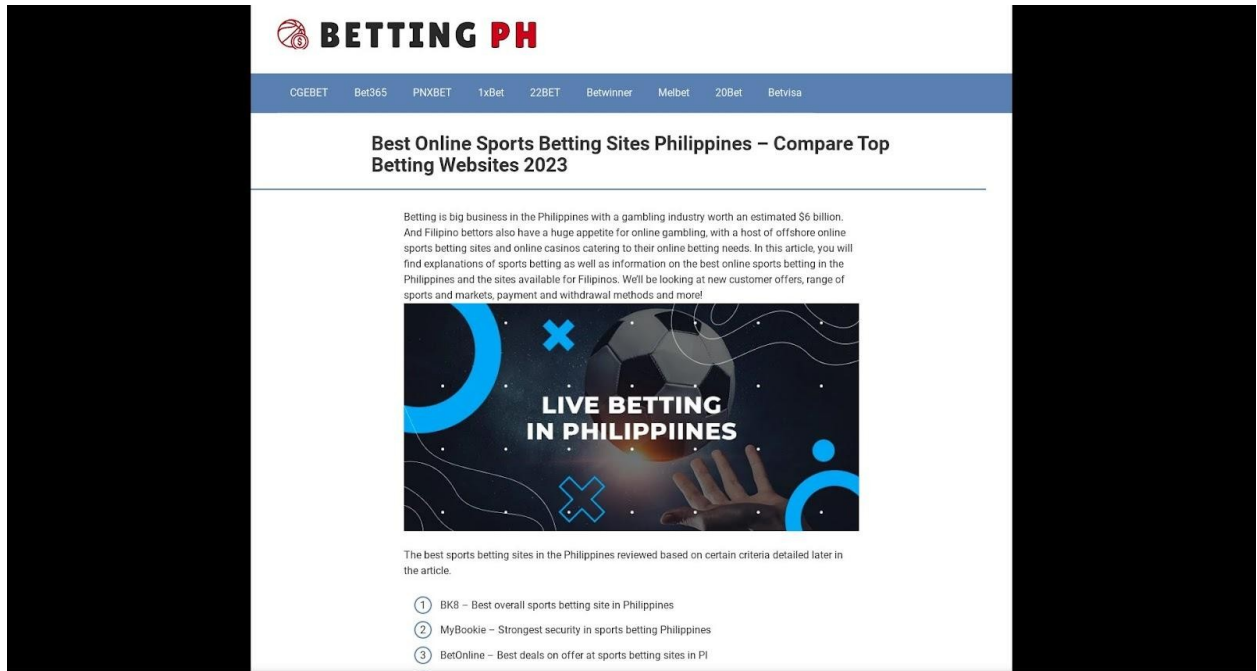 BETTING PH
CGEBET Bet365 PNXBET 1xBet 22BET Betwinner Melbet 20Bet Betvisa
Best Online Sports Betting Sites Philippines – Compare Top
Betting Websites 2023
Betting is big business in the Philippines with a gambling industry worth an estimated $6 billion.
And Filipino bettors also have a huge appetite for online gambling, with a host of offshore online
sports betting sites and online casinos catering to their online betting needs. In this article, you will
find explanations of sports betting as well as information on the best online sports betting in the
Philippines and the sites available for Filipinos. We'll be looking at new customer offers, range of
sports and markets, payment and withdrawal methods and more!
LIVE BETTING
IN PHILIPPIINES
The best sports betting sites in the Philippines reviewed based on certain criteria detailed later in
the article.
1 BK8 – Best overall sports betting site in Philippines
2 MyBookie – Strongest security in sports betting Philippines
3 BetOnline – Best deals on offer at sports betting sites in PI